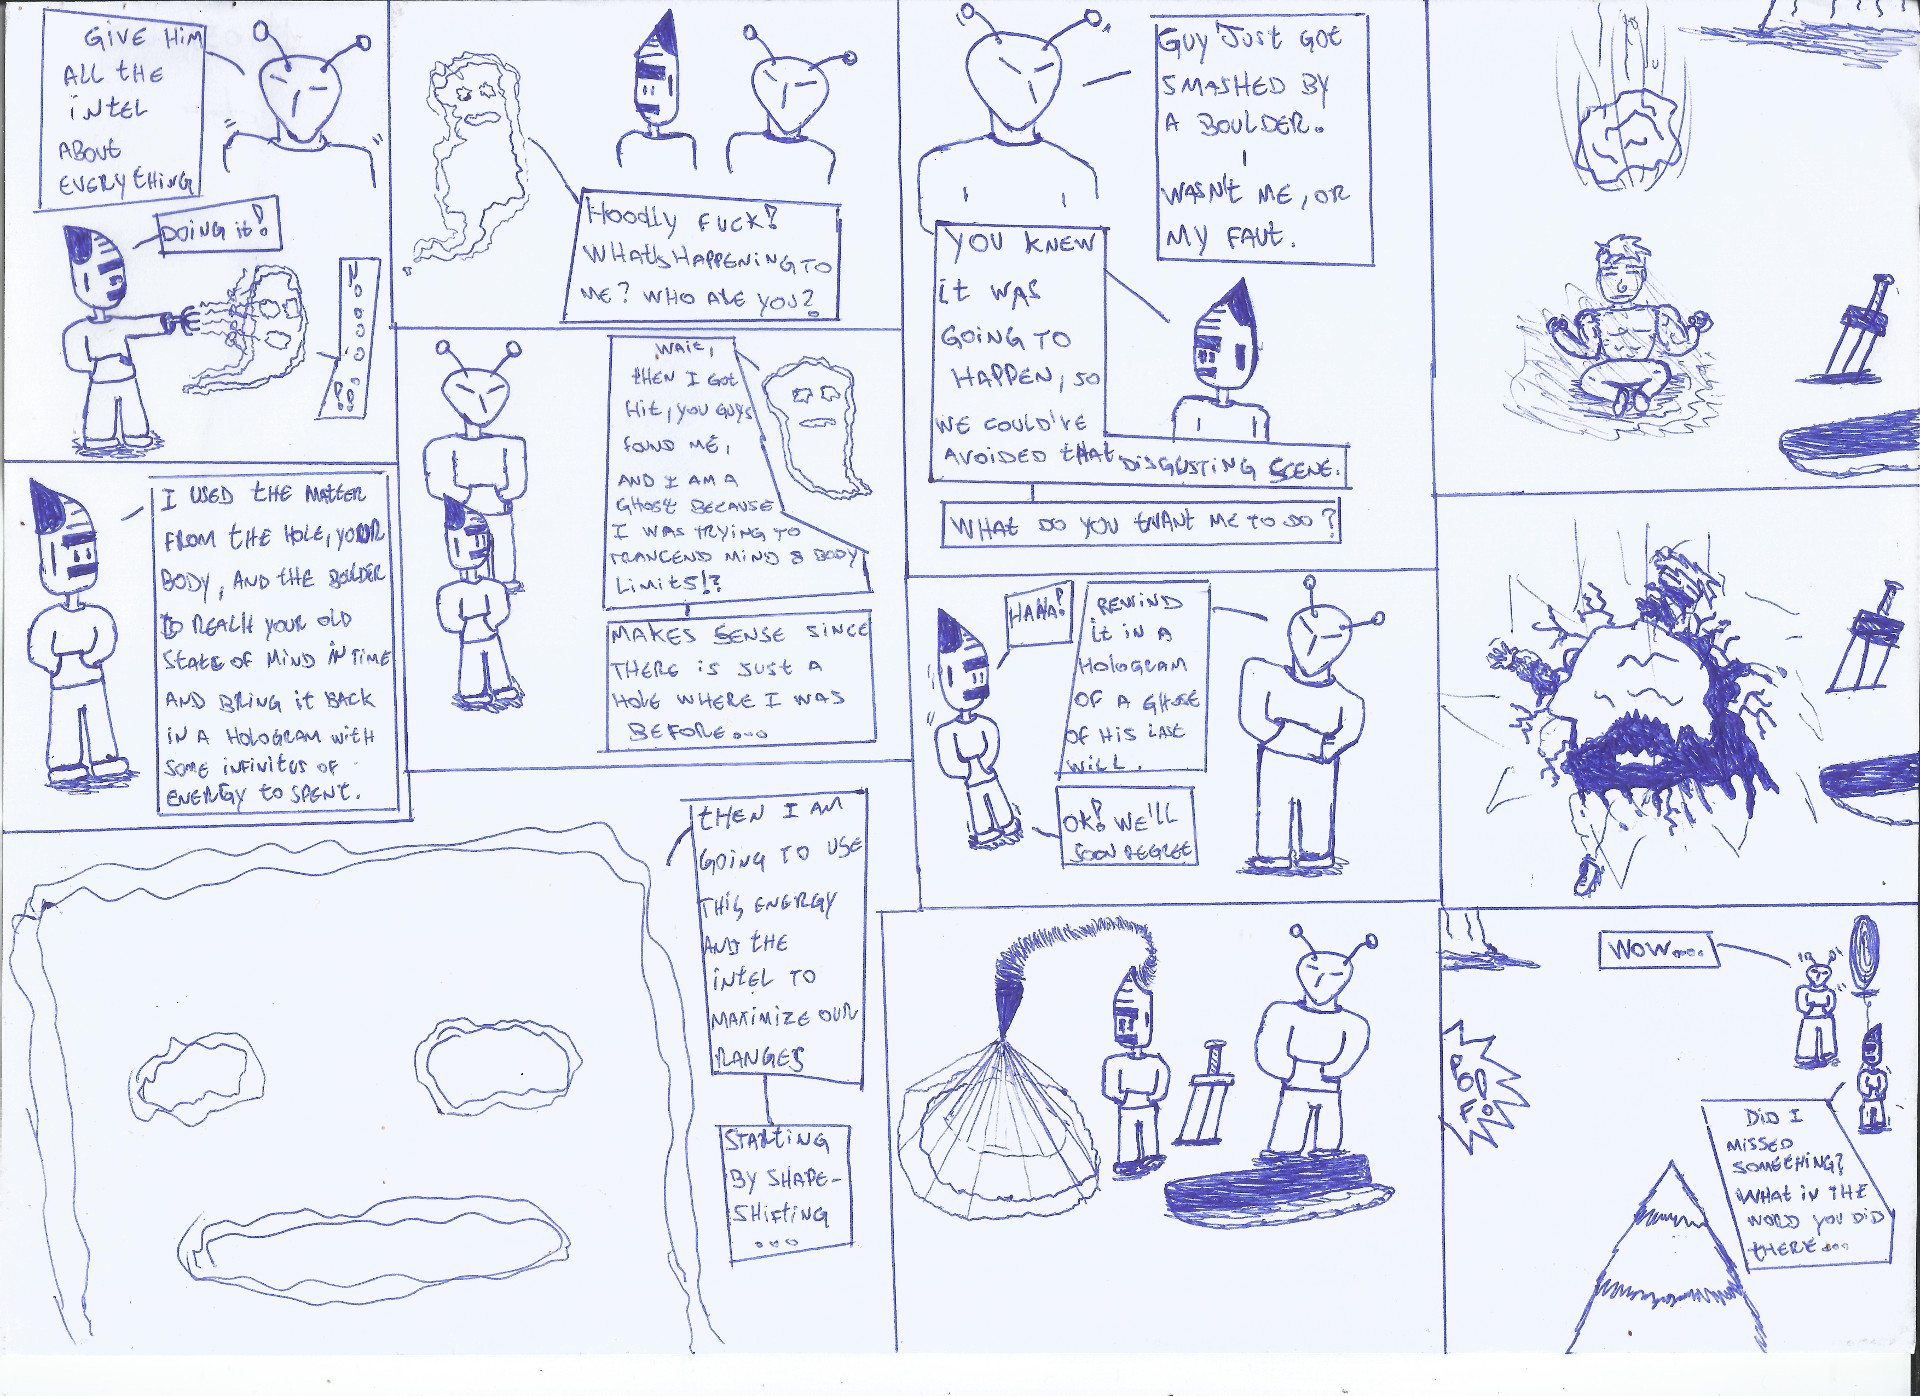 WOW....
POOF!
DID I
MISSED
SOMETHING?
WHAT IN THE
WORD YOU DID
THERE...
GUY JUST GOT
SMASHED BY
A BOULDER.
I
WASN'T ME, OR
MY FAUT.
YOU KNEW
IT WAS
GOING TO
HAPPEN, SO
WE COULD'VE
AVOIDED THAT DISGUSTING SCENE.
WHAT DO YOU WANT ME TO DO?
REWIND
IT IN A
HOLOGRAM
OF A GHOSE
OF HIS LAST
WILL.
HAHA!
OK! WE'LL
SOON DEGREE
HOODLY FUCK!
WHAT'S HAPPENING TO
ME? WHO ARE YOU?
WAIT,
THEN I GOT
HIT, YOU GUYS
FOUND ME,
AND I AM A
GHOST BECAUSE
I WAS TRYING TO
TRANCEND MIND & BODY
LIMITS!?
MAKES SENSE SINCE
THERE IS JUST A
HOLE WHERE I WAS
BEFORE...
GIVE HIM
ALL THE
INTEL
ABOUT
EVERYTHING
DOING IT!
NOOOOOO!!
I USED THE MATTER
FROM THE HOLE, YOUR
BODY, AND THE BOULDER
TO REACH YOUR OLD
STATE OF MIND IN TIME
AND BRING IT BACK
IN A HOLOGRAM WITH
SOME INFINITUS OF
ENERGY TO SPENT.
THEN I AM
GOING TO USE
THIS ENERGY
AND THE
INTEL TO
MAXIMIZE OUR
RANGES
STARTING
BY SHAPE-
SHIFTING
...